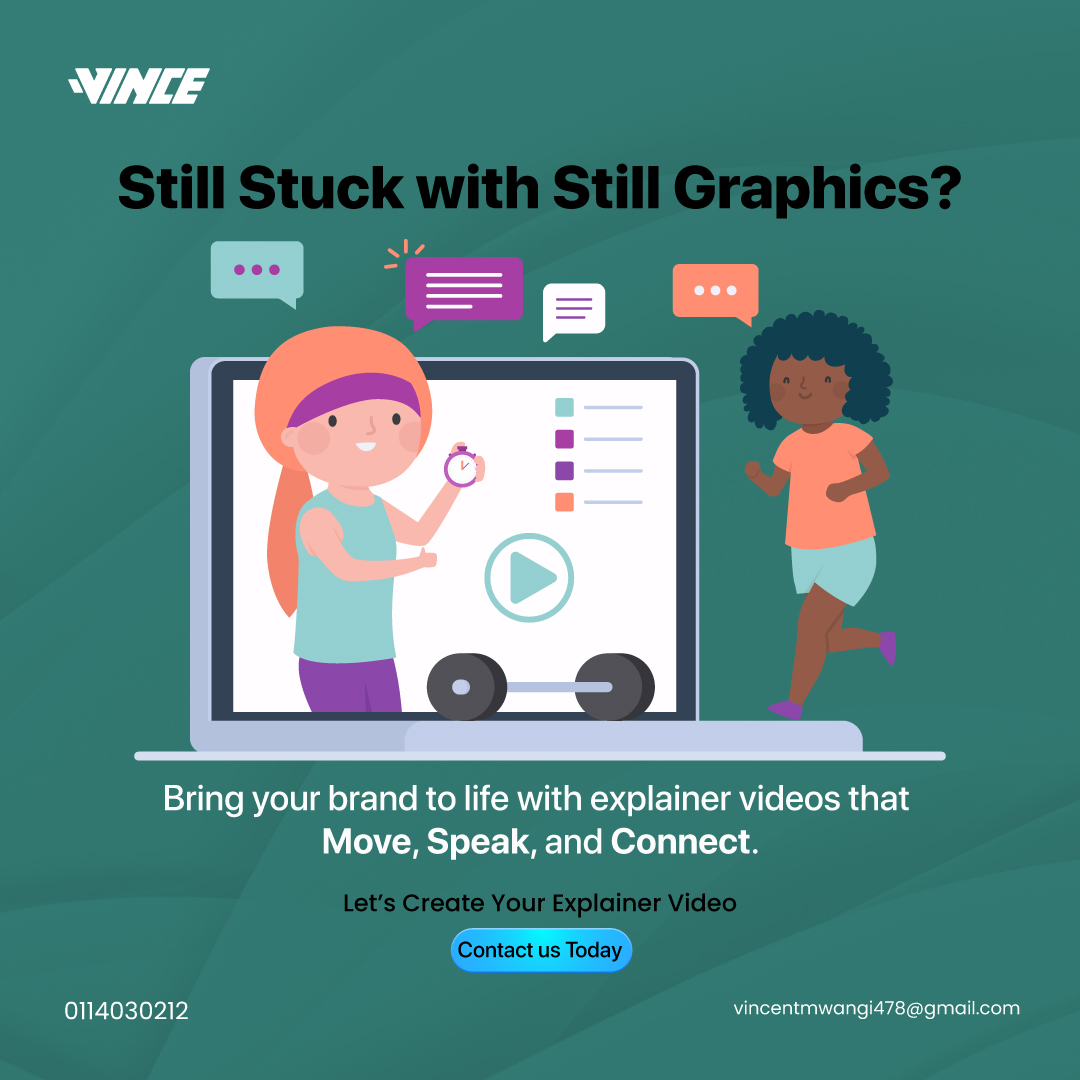 VINCE
Still Stuck with Still Graphics?
Bring your brand to life with explainer videos that
Move, Speak, and Connect.
Let’s Create Your Explainer Video
Contact us Today
0114030212
vincentmwangi478@gmail.com